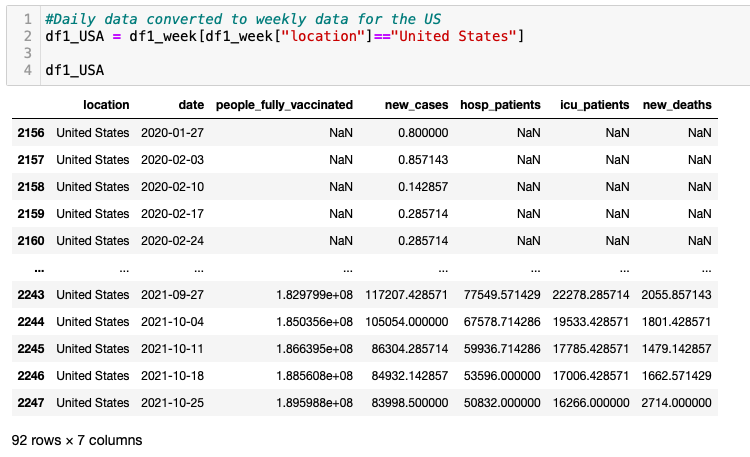 1 #Daily data converted to weekly data for the US
2 df1_USA = df1_week[df1_week["location"]=="United States"]
3
4 df1_USA
location date people_fully_vaccinated new_cases hosp_patients icu_patients new_deaths
2156 United States 2020-01-27 NaN 0.800000 NaN NaN NaN
2157 United States 2020-02-03 NaN 0.857143 NaN NaN NaN
2158 United States 2020-02-10 NaN 0.142857 NaN NaN NaN
2159 United States 2020-02-17 NaN 0.285714 NaN NaN NaN
2160 United States 2020-02-24 NaN 0.285714 NaN NaN NaN
... ... ... ... ... ... ... ...
2243 United States 2021-09-27 1.829799e+08 117207.428571 77549.571429 22278.285714 2055.857143
2244 United States 2021-10-04 1.850356e+08 105054.000000 67578.714286 19533.428571 1801.428571
2245 United States 2021-10-11 1.866395e+08 86304.285714 59936.714286 17785.428571 1479.142857
2246 United States 2021-10-18 1.885608e+08 84932.142857 53596.000000 17006.428571 1662.571429
2247 United States 2021-10-25 1.895988e+08 83998.500000 50832.000000 16266.000000 2714.000000
92 rows × 7 columns